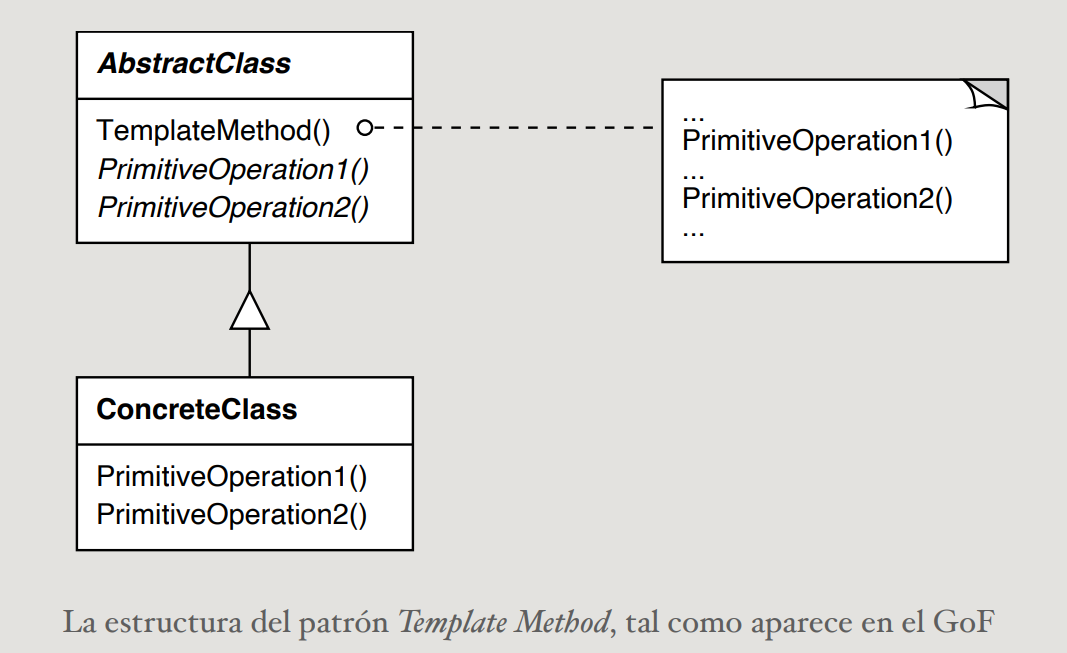 AbstractClass
TemplateMethod()
PrimitiveOperation1()
PrimitiveOperation2()
...
PrimitiveOperation1()
...
PrimitiveOperation2()
...
ConcreteClass
PrimitiveOperation1()
PrimitiveOperation2()
La estructura del patrón Template Method, tal como aparece en el GoF